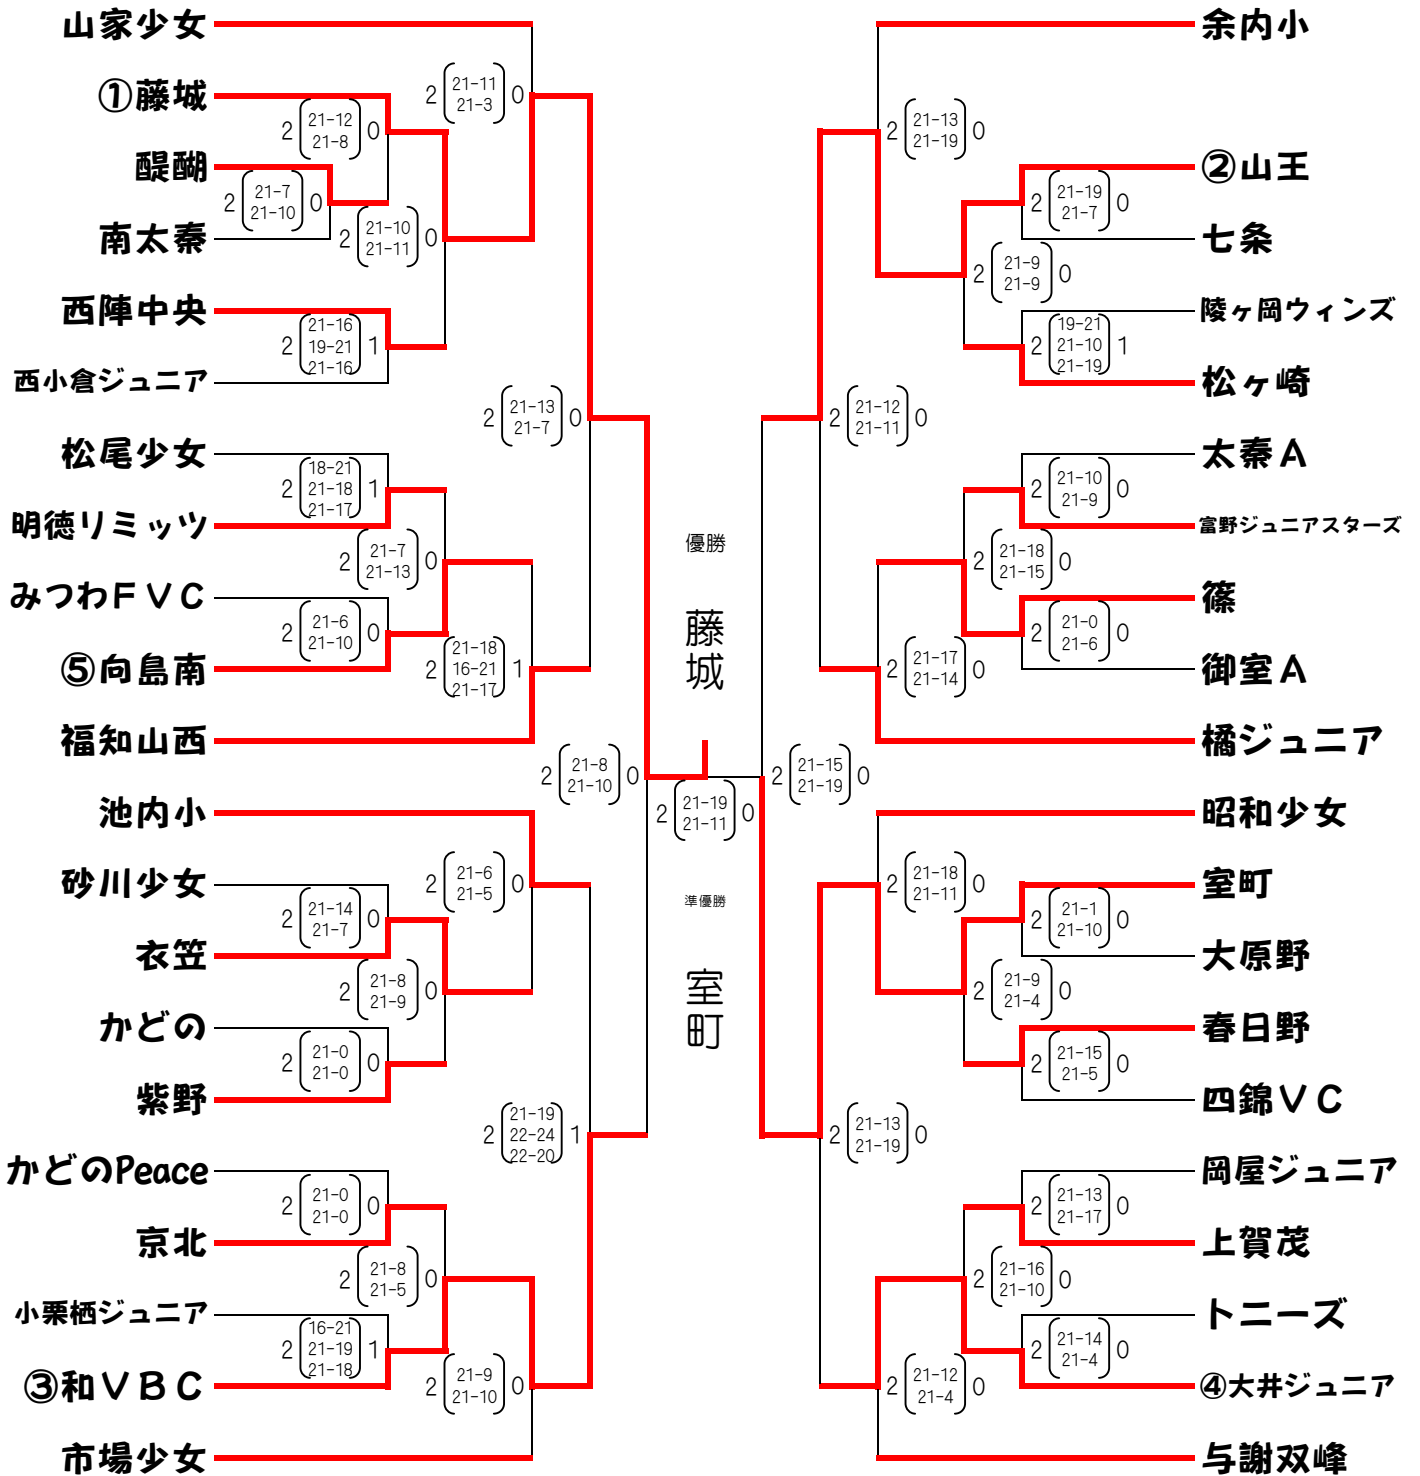 山家少女
①藤城
醍醐
南太秦
西陣中央
西小倉ジュニア
松尾少女
明徳リミッツ
みつわＦＶＣ
⑤向島南
福知山西
池内小
砂川少女
衣笠
かどの
紫野
かどのPeace
京北
小栗栖ジュニア
③和ＶＢＣ
市場少女
2 21-12 0
21-8
2 21-7 0
21-10
2 21-16 1
19-21
21-16
2 18-21 1
21-18
21-17
2 21-6 0
21-10
2 21-14 0
21-7
2 21-0 0
21-0
2 21-0 0
21-0
2 16-21 1
21-19
21-18
2 21-10 0
21-11
2 21-7 0
21-13
2 21-8 0
21-9
2 21-8 0
21-5
2 21-11 0
21-3
2 21-18 1
16-21
21-17
2 21-6 0
21-5
2 21-9 0
21-10
2 21-13 0
21-7
2 21-19 1
22-24
22-20
2 21-8 0
21-10
優勝
藤城
2 21-19 0
21-11
準優勝
室町
2 21-15 0
21-19
2 21-12 0
21-11
2 21-13 0
21-19
2 21-13 0
21-19
2 21-17 0
21-14
2 21-18 0
21-11
2 21-12 0
21-4
2 21-9 0
21-9
2 21-18 0
21-15
2 21-9 0
21-4
2 21-16 0
21-10
2 21-19 0
21-7
2 19-21 1
21-10
21-19
2 21-10 0
21-9
2 21-0 0
21-6
2 21-1 0
21-10
2 21-15 0
21-5
2 21-13 0
21-17
2 21-14 0
21-4
余内小
②山王
七条
陵ヶ岡ウィンズ
松ヶ崎
太秦Ａ
富野ジュニアスターズ
篠
御室Ａ
橘ジュニア
昭和少女
室町
大原野
春日野
四錦ＶＣ
岡屋ジュニア
上賀茂
トニーズ
④大井ジュニア
与謝双峰